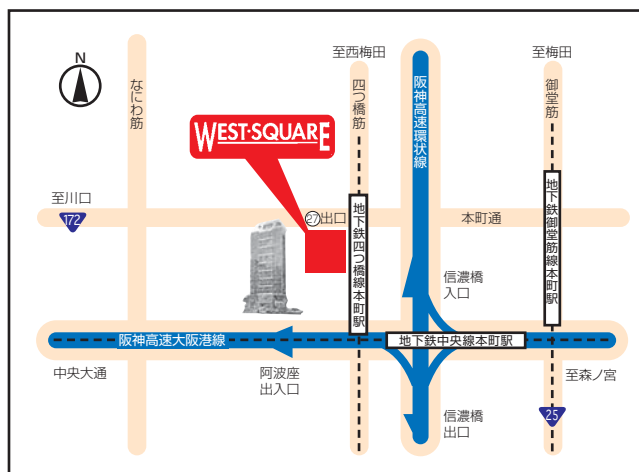 N
至西梅田
至梅田
なにわ筋
四つ橋筋
阪神高速環状線
御堂筋
WEST·SQUARE
至川口
172
㉗出口
本町通
地下鉄四つ橋線本町駅
地下鉄御堂筋線本町駅
信濃橋
入口
阪神高速大阪港線
地下鉄中央線本町駅
中央大通
阿波座
出入口
至森ノ宮
信濃橋
出口
25